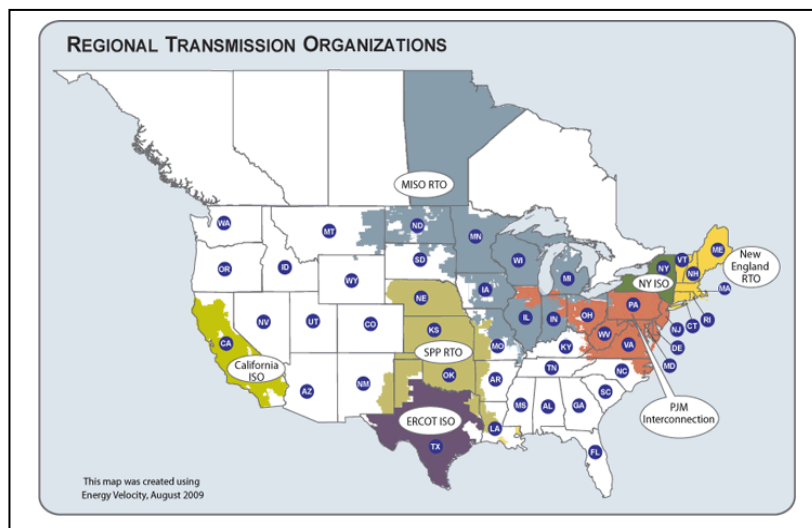 REGIONAL TRANSMISSION ORGANIZATIONS
MISO RTO
WA
MT
ND
MN
VT
ME
New
England
RTO
OR
ID
SD
WI
MI
NY
NH
NY ISO
MA
WY
IA
NE
PA
RI
CT
NJ
DE
MD
NV
UT
CO
KS
MO
IL
IN
OH
WV
VA
KY
CA
California
ISO
SPP RTO
AZ
NM
OK
AR
TN
NC
SC
PJM
Interconnection
ERCOT ISO
MS
AL
GA
TX
LA
FL
This map was created using
Energy Velocity, August 2009